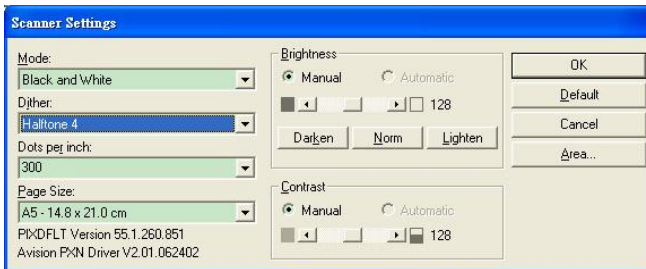 Scanner Settings
Mode:
Black and White
Dither:
Halftone 4
Dots per inch:
300
Page Size:
A5 - 14.8 x 21.0 cm
PIXDFLT Version 55.1.260.851
Avision PXN Driver V2.01.062402
Brightness
Manual
Automatic
128
Darken
Norm
Lighten
Contrast
Manual
Automatic
128
OK
Default
Cancel
Area...